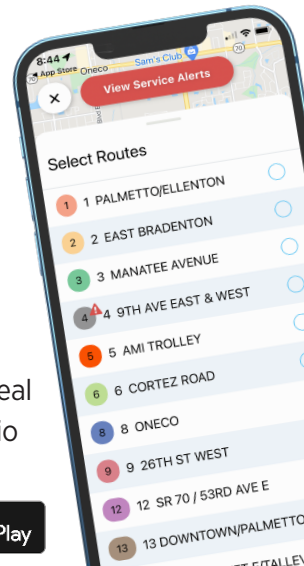 8:44
App Store
Oneco
Sam's Club
70
70
View Service Alerts
Select Routes
1 1 PALMETTO/ELLENTON
2 2 EAST BRADENTON
3 3 MANATEE AVENUE
4 4 9TH AVE EAST & WEST
5 5 AMI TROLLEY
6 6 CORTEZ ROAD
8 8 ONECO
9 9 26TH ST WEST
12 12 SR 70 / 53RD AVE E
13 13 DOWNTOWN/PALMETTO
eal
io
Play